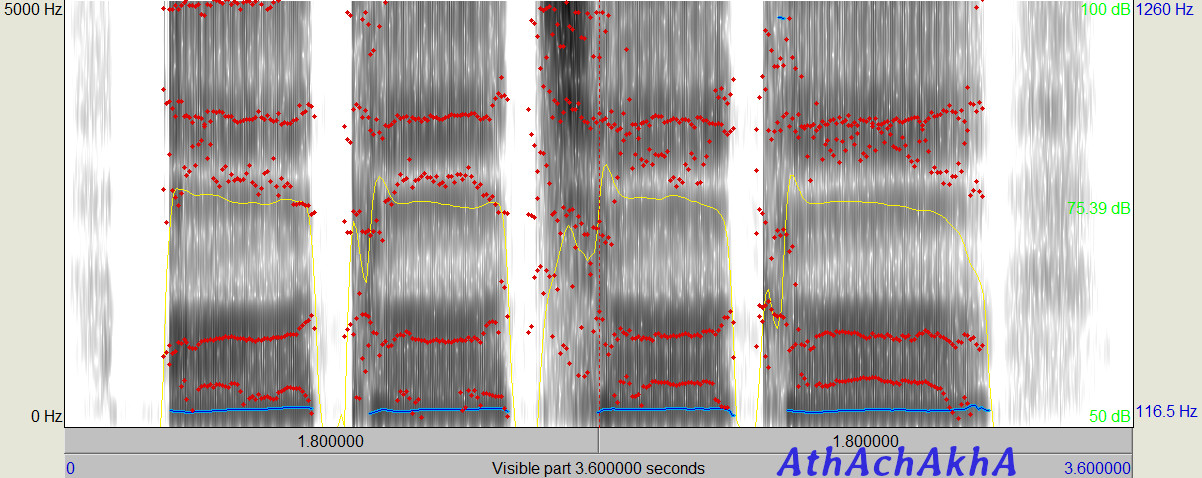 5000 Hz 100 dB 1260 Hz
75.39 dB
0 Hz 50 dB 116.5 Hz
1.800000 1.800000
0 Visible part 3.600000 seconds AthAchAkhA 3.600000